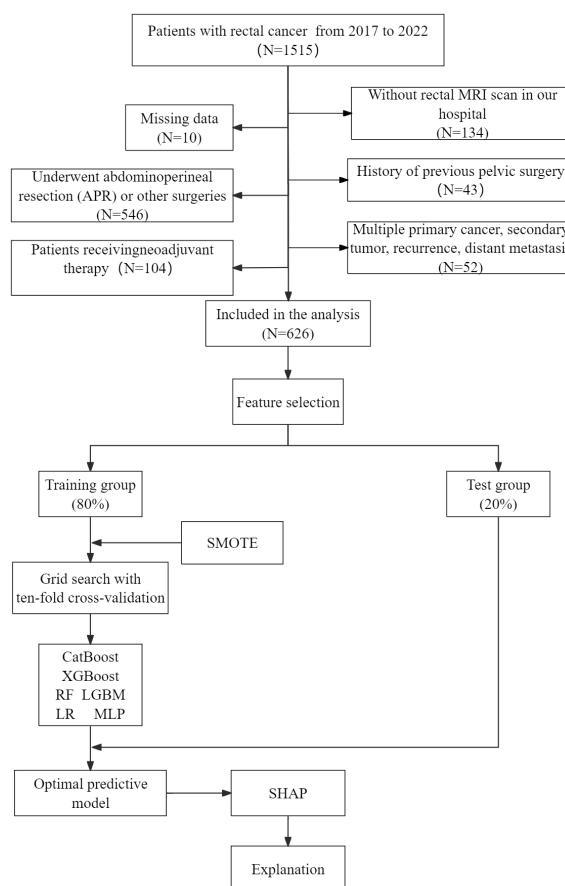 Patients with rectal cancer from 2017 to 2022
(N=1515)
Missing data
(N=10)
Without rectal MRI scan in our
hospital
(N=134)
Underwent abdominoperineal
resection (APR) or other surgeries
(N=546)
History of previous pelvic surgery
(N=43)
Patients receivingneoadjuvant
therapy (N=104)
Multiple primary cancer, secondary
tumor, recurrence, distant metastasis
(N=52)
Included in the analysis
(N=626)
Feature selection
Training group
(80%)
Test group
(20%)
SMOTE
Grid search with
ten-fold cross-validation
CatBoost
XGBoost
RF LGBM
LR MLP
Optimal predictive
model
SHAP
Explanation